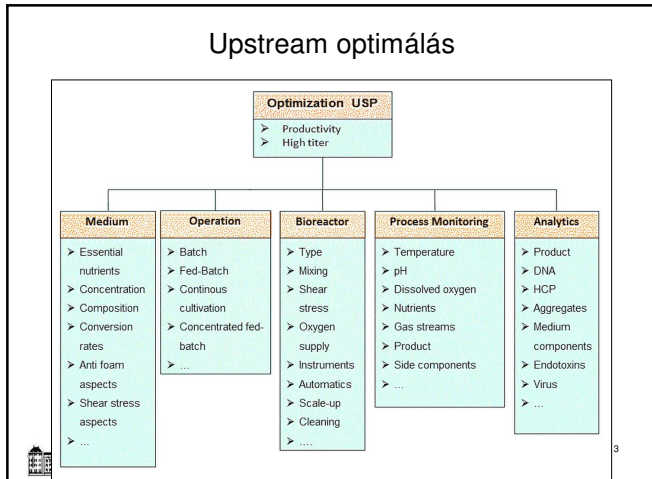 Upstream optimálás
Optimization USP
➢ Productivity
➢ High titer
Medium
➢ Essential
nutrients
➢ Concentration
➢ Composition
➢ Conversion
rates
➢ Anti foam
aspects
➢ Shear stress
aspects
➢ ...
Operation
➢ Batch
➢ Fed-Batch
➢ Continous
cultivation
➢ Concentrated fed-
batch
➢ ...
Bioreactor
➢ Type
➢ Mixing
➢ Shear
stress
➢ Oxygen
supply
➢ Instruments
➢ Automatics
➢ Scale-up
➢ Cleaning
➢ ....
Process Monitoring
➢ Temperature
➢ pH
➢ Dissolved oxygen
➢ Nutrients
➢ Gas streams
➢ Product
➢ Side components
➢ ...
Analytics
➢ Product
➢ DNA
➢ HCP
➢ Aggregates
➢ Medium
components
➢ Endotoxins
➢ Virus
➢ ...
3